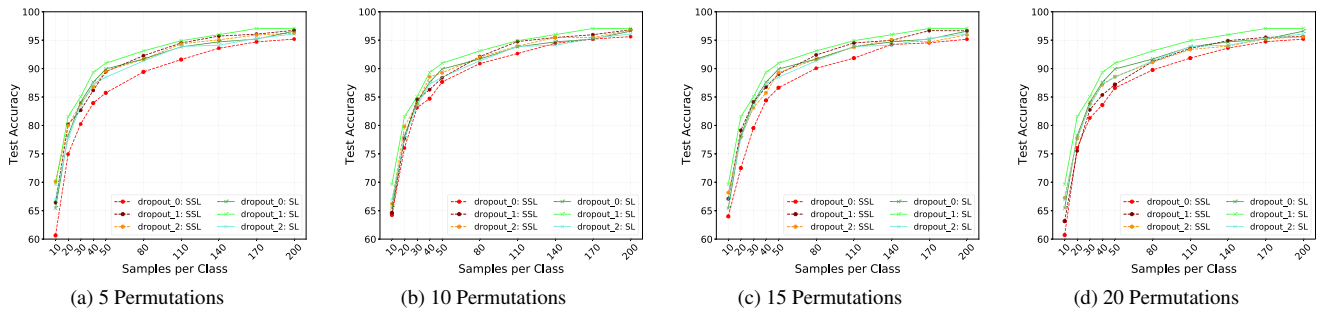 Test Accuracy
100
95
90
85
80
75
70
65
60
dropout_0: SSL
dropout_1: SSL
dropout_2: SSL
dropout_0: SL
dropout_1: SL
dropout_2: SL
10 20 30 40 50 80 110 140 170 200
Samples per Class
(a) 5 Permutations
Test Accuracy
100
95
90
85
80
75
70
65
60
dropout_0: SSL
dropout_1: SSL
dropout_2: SSL
dropout_0: SL
dropout_1: SL
dropout_2: SL
10 20 30 40 50 80 110 140 170 200
Samples per Class
(b) 10 Permutations
Test Accuracy
100
95
90
85
80
75
70
65
60
dropout_0: SSL
dropout_1: SSL
dropout_2: SSL
dropout_0: SL
dropout_1: SL
dropout_2: SL
10 20 30 40 50 80 110 140 170 200
Samples per Class
(c) 15 Permutations
Test Accuracy
100
95
90
85
80
75
70
65
60
dropout_0: SSL
dropout_1: SSL
dropout_2: SSL
dropout_0: SL
dropout_1: SL
dropout_2: SL
10 20 30 40 50 80 110 140 170 200
Samples per Class
(d) 20 Permutations